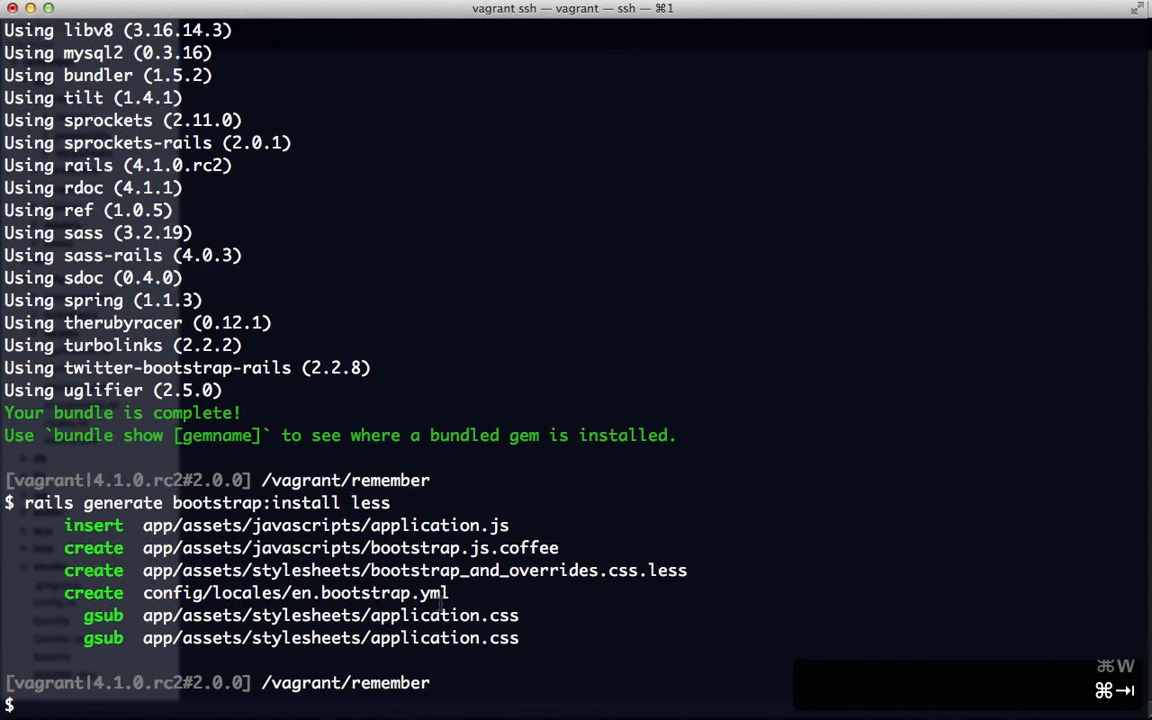 vagrant ssh — vagrant — ssh — ⌘1
Using libv8 (3.16.14.3)
Using mysql2 (0.3.16)
Using bundler (1.5.2)
Using tilt (1.4.1)
Using sprockets (2.11.0)
Using sprockets-rails (2.0.1)
Using rails (4.1.0.rc2)
Using rdoc (4.1.1)
Using ref (1.0.5)
Using sass (3.2.19)
Using sass-rails (4.0.3)
Using sdoc (0.4.0)
Using spring (1.1.3)
Using therubyracer (0.12.1)
Using turbolinks (2.2.2)
Using twitter-bootstrap-rails (2.2.8)
Using uglifier (2.5.0)
Your bundle is complete!
Use `bundle show [gemname]` to see where a bundled gem is installed.
[vagrant|4.1.0.rc2#2.0.0] /vagrant/remember
$ rails generate bootstrap:install less
insert app/assets/javascripts/application.js
create app/assets/javascripts/bootstrap.js.coffee
create app/assets/stylesheets/bootstrap_and_overrides.css.less
create config/locales/en.bootstrap.yml
gsub app/assets/stylesheets/application.css
gsub app/assets/stylesheets/application.css
[vagrant|4.1.0.rc2#2.0.0] /vagrant/remember
$
⌘W
⌘⇥